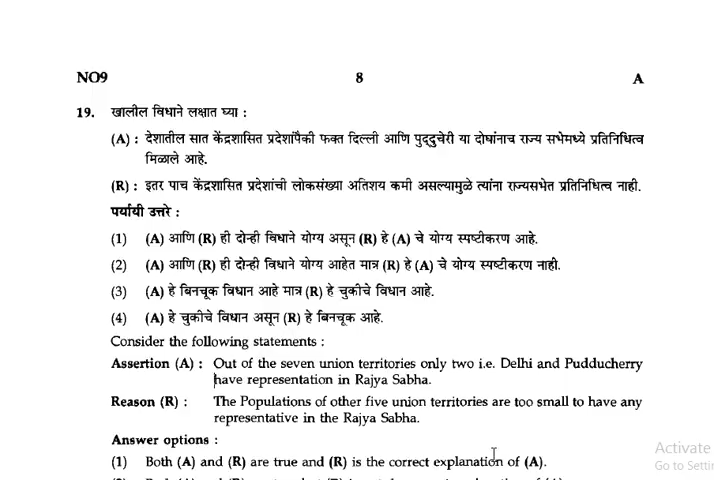 NO9 8 A
19. खालील विधाने लक्षात घ्या :
(A) : देशातील सात केंद्रशासित प्रदेशांपैकी फक्त दिल्ली आणि पुद्दुचेरी या दोघांनाच राज्य सभेमध्ये प्रतिनिधित्व
मिळाले आहे.
(R) : इतर पाच केंद्रशासित प्रदेशांची लोकसंख्या अतिशय कमी असल्यामुळे त्यांना राज्यसभेत प्रतिनिधित्व नाही.
पर्यायी उत्तरे :
(1) (A) आणि (R) ही दोन्ही विधाने योग्य असून (R) हे (A) चे योग्य स्पष्टीकरण आहे.
(2) (A) आणि (R) ही दोन्ही विधाने योग्य आहेत मात्र (R) हे (A) चे योग्य स्पष्टीकरण नाही.
(3) (A) हे बिनचूक विधान आहे मात्र (R) हे चुकीचे विधान आहे.
(4) (A) हे चुकीचे विधान असून (R) हे बिनचूक आहे.
Consider the following statements :
Assertion (A) : Out of the seven union territories only two i.e. Delhi and Pudducherry
have representation in Rajya Sabha.
Reason (R) : The Populations of other five union territories are too small to have any
representative in the Rajya Sabha.
Answer options :
(1) Both (A) and (R) are true and (R) is the correct explanation of (A).
Activate
Go to Settin